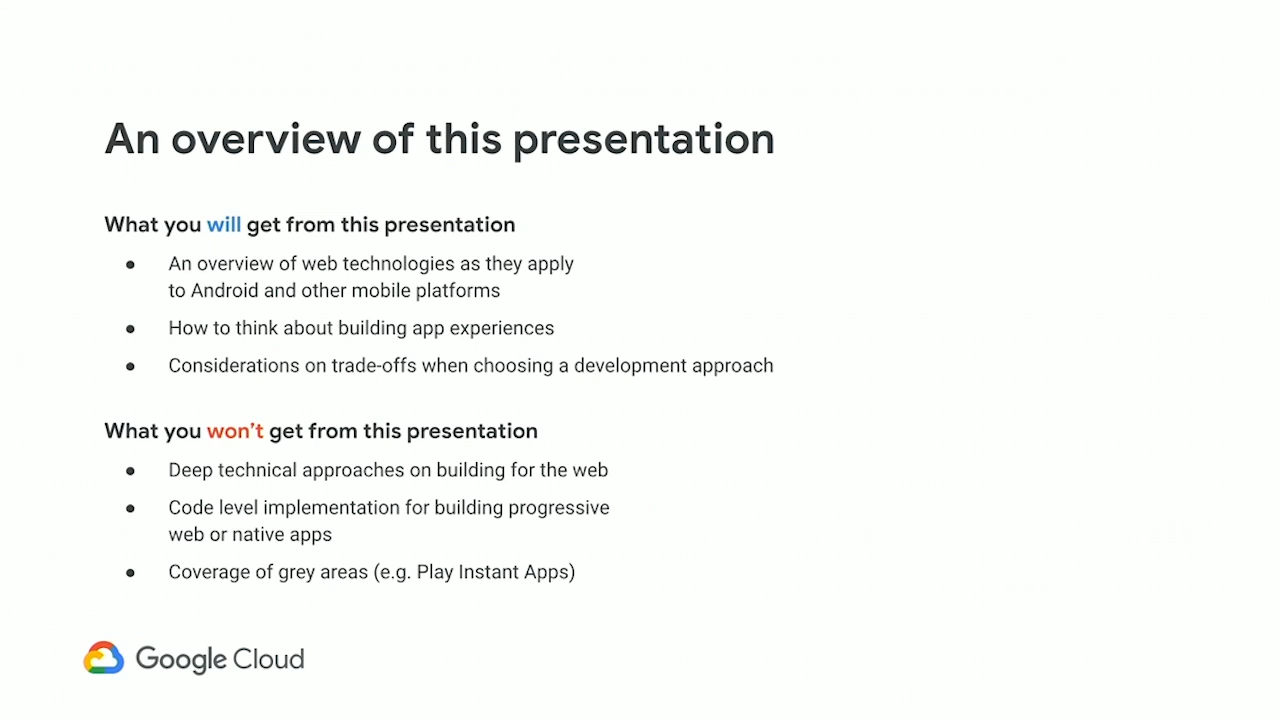 An overview of this presentation
What you will get from this presentation
● An overview of web technologies as they apply
to Android and other mobile platforms
● How to think about building app experiences
● Considerations on trade-offs when choosing a development approach
What you won't get from this presentation
● Deep technical approaches on building for the web
● Code level implementation for building progressive
web or native apps
● Coverage of grey areas (e.g. Play Instant Apps)
Google Cloud